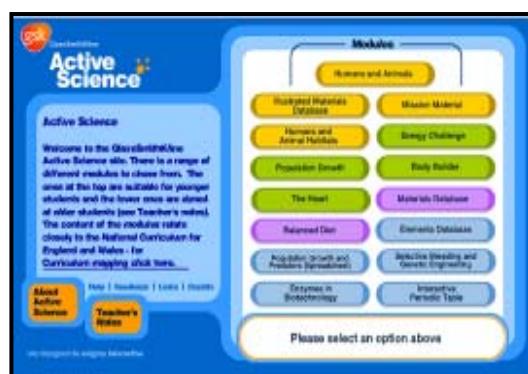 gsk
GlaxoSmithKline
Active
Science
Modules
Humans and Animals
Illustrated Materials
Database
Mission Material
Humans and
Animal Habitats
Energy Challenge
Population Growth
Body Builder
The Heart
Materials Database
Balanced Diet
Elements Database
Population Growth and
Predators (Spreadsheet)
Selective Breeding and
Genetic Engineering
Enzymes in
Biotechnology
Interactive
Periodic Table
Please select an option above
Active Science
Welcome to the GlaxoSmithKline
Active Science site. There is a range of
different modules to chose from. The
ones at the top are suitable for younger
students and the lower ones are aimed
at older students (see Teacher's notes).
The content of the modules relate
closely to the National Curriculum for
England and Wales - for
Curriculum mapping click here.
Help | Feedback | Links | Credits
About
Active
Science
Teacher's
Notes